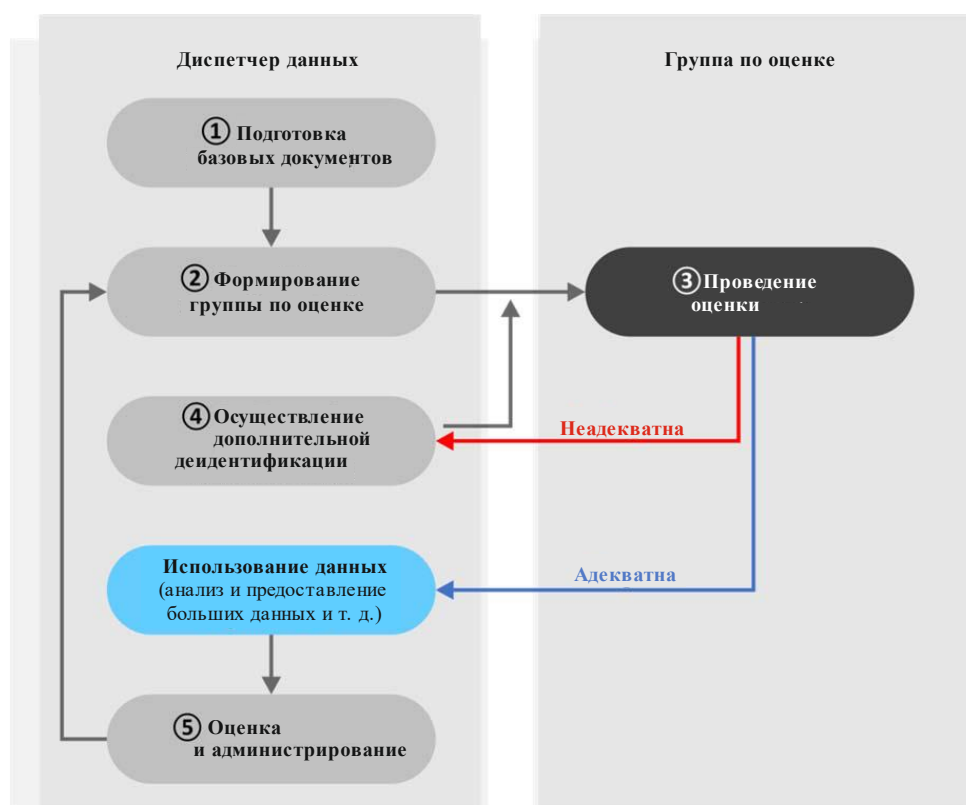 Диспетчер данных
Группа по оценке
① Подготовка
базовых документов
② Формирование
группы по оценке
③ Проведение
оценки
④ Осуществление
дополнительной
деидентификации
Неадекватна
Использование данных
(анализ и предоставление
больших данных и т. д.)
Адекватна
⑤ Оценка
и администрирование